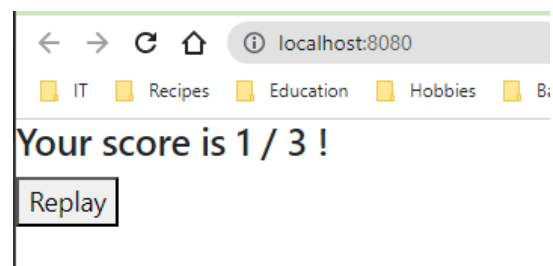 localhost:8080
IT Recipes Education Hobbies
Your score is 1 / 3 !
Replay